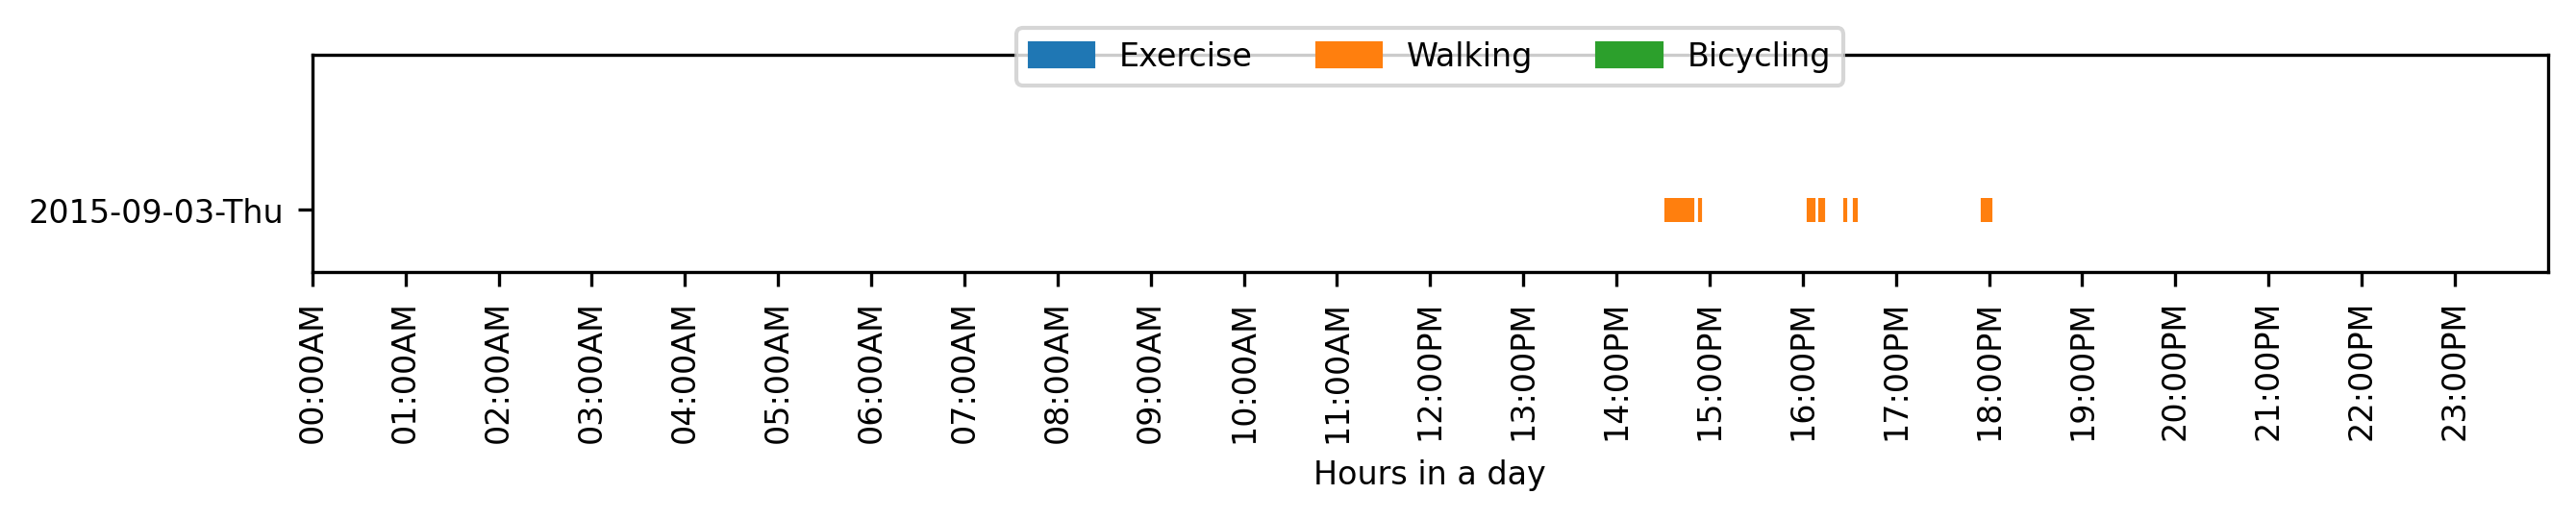 Exercise Walking Bicycling
2015-09-03-Thu
00:00AM
01:00AM
02:00AM
03:00AM
04:00AM
05:00AM
06:00AM
07:00AM
08:00AM
09:00AM
10:00AM
11:00AM
12:00PM
13:00PM
14:00PM
15:00PM
16:00PM
17:00PM
18:00PM
19:00PM
20:00PM
21:00PM
22:00PM
23:00PM
Hours in a day